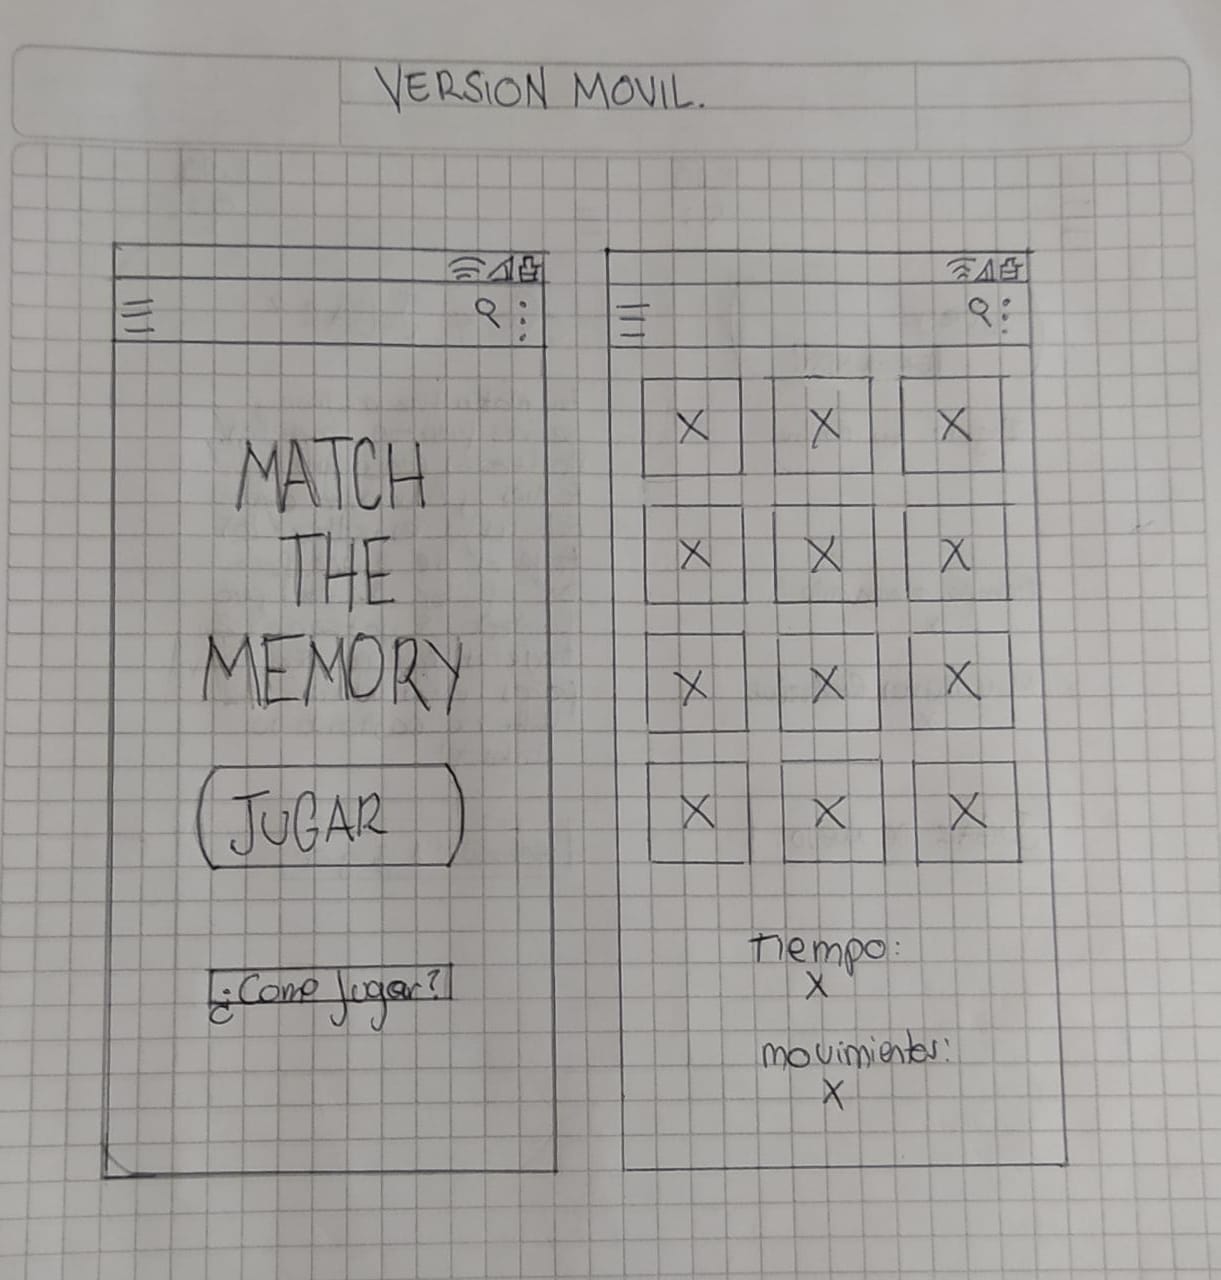 VERSION MOVIL.
MATCH
THE
MEMORY
JUGAR
¿Como Jugar?
X X X
X X X
X X X
X X X
Tiempo:
X
movimientos:
X